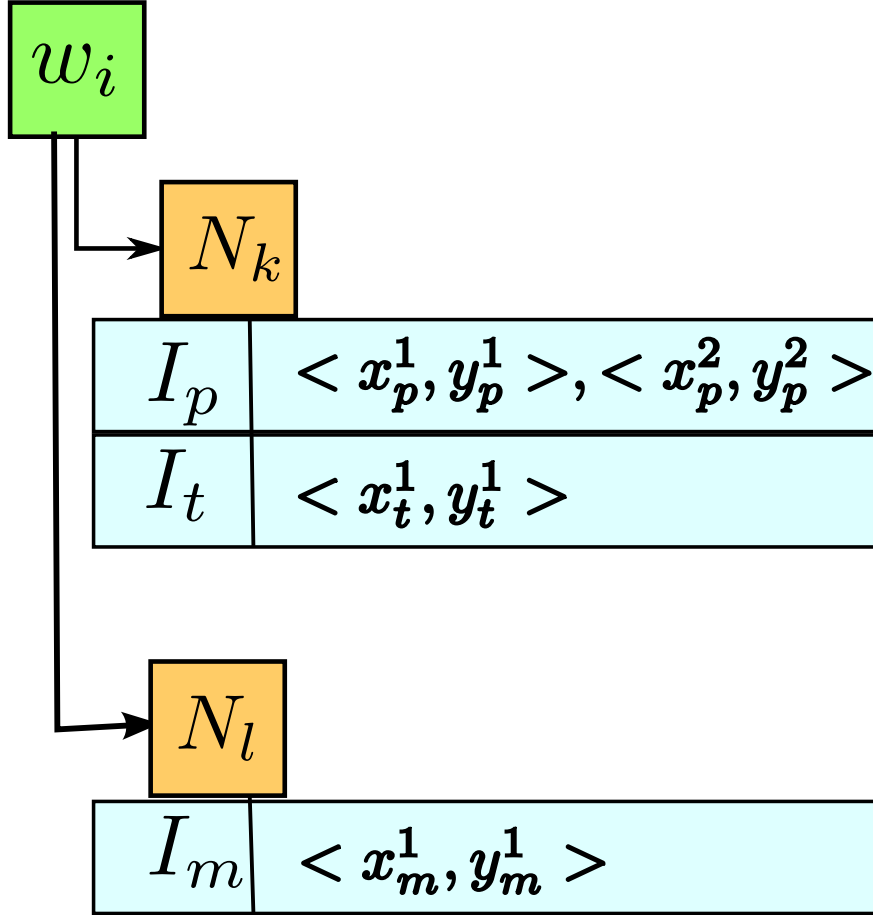 w_i
N_k
I_p < x_p^1, y_p^1 >, < x_p^2, y_p^2 >
I_t < x_t^1, y_t^1 >
N_l
I_m < x_m^1, y_m^1 >